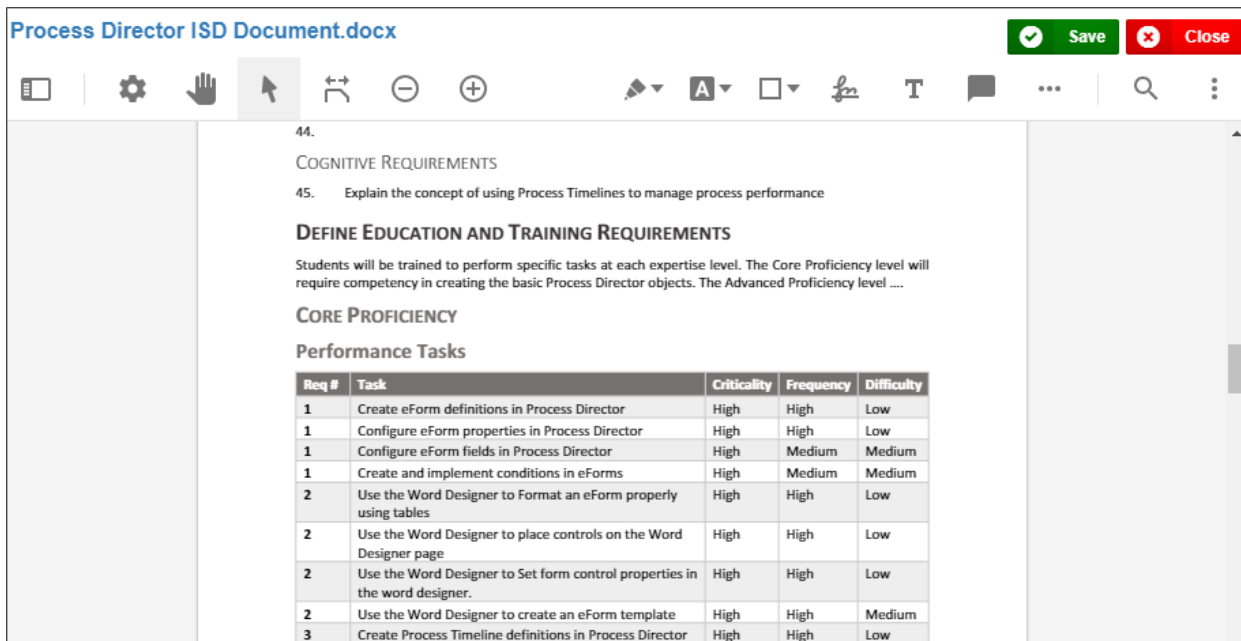 Process Director ISD Document.docx
Save
Close
A
T
44.
COGNITIVE REQUIREMENTS
45. Explain the concept of using Process Timelines to manage process performance
DEFINE EDUCATION AND TRAINING REQUIREMENTS
Students will be trained to perform specific tasks at each expertise level. The Core Proficiency level will
require competency in creating the basic Process Director objects. The Advanced Proficiency level ....
CORE PROFICIENCY
Performance Tasks
Req # Task Criticality Frequency Difficulty
1 Create eForm definitions in Process Director High High Low
1 Configure eForm properties in Process Director High High Low
1 Configure eForm fields in Process Director High Medium Medium
1 Create and implement conditions in eForms High Medium Medium
2 Use the Word Designer to Format an eForm properly High High Low
using tables
2 Use the Word Designer to place controls on the Word High High Low
Designer page
2 Use the Word Designer to Set form control properties in High High Low
the word designer.
2 Use the Word Designer to create an eForm template High High Medium
3 Create Process Timeline definitions in Process Director High High Low